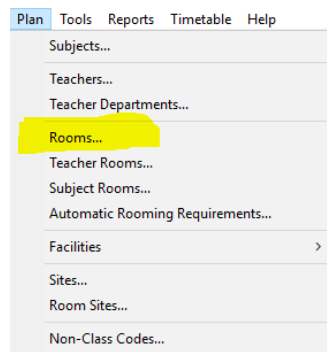 Plan Tools Reports Timetable Help
Subjects...
Teachers...
Teacher Departments...
Rooms...
Teacher Rooms...
Subject Rooms...
Automatic Rooming Requirements...
Facilities >
Sites...
Room Sites...
Non-Class Codes...